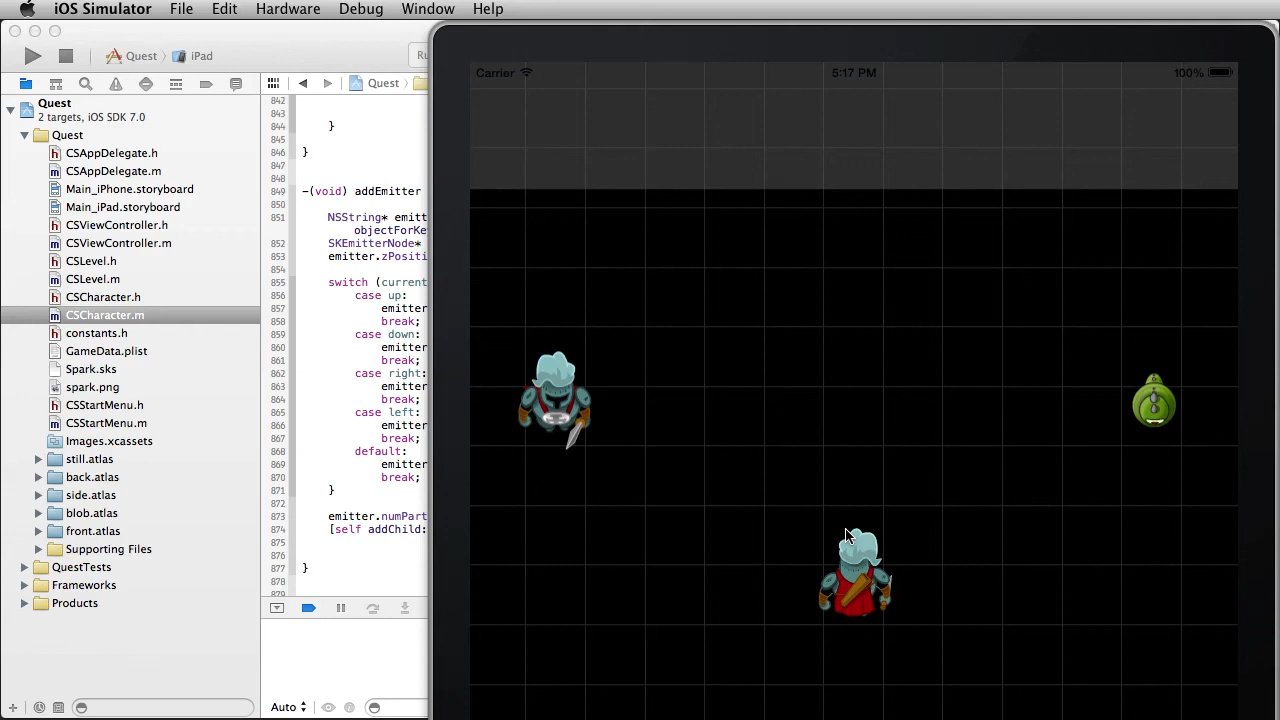 iOS Simulator File Edit Hardware Debug Window Help
Quest iPad Ru
Quest
Quest
2 targets, iOS SDK 7.0
Quest
CSAppDelegate.h
CSAppDelegate.m
Main_iPhone.storyboard
Main_iPad.storyboard
CSViewController.h
CSViewController.m
CSLevel.h
CSLevel.m
CSCharacter.h
CSCharacter.m
constants.h
GameData.plist
Spark.sks
spark.png
CSStartMenu.h
CSStartMenu.m
Images.xcassets
still.atlas
back.atlas
side.atlas
blob.atlas
front.atlas
Supporting Files
QuestTests
Frameworks
Products
842
843
844 }
845
846 }
847
848
849 -(void) addEmitter
850
851 NSString* emitt
objectForKe
852 SKEmitterNode*
853 emitter.zPositi
854
855 switch (current
856 case up:
857 emitter
858 break;
859 case down:
860 emitter
861 break;
862 case right:
863 emitter
864 break;
865 case left:
866 emitter
867 break;
868 default:
869 emitter
870 break;
871 }
872
873 emitter.numPart
874 [self addChild:
875
876
877 }
878
879
Auto
Carrier 5:17 PM 100%